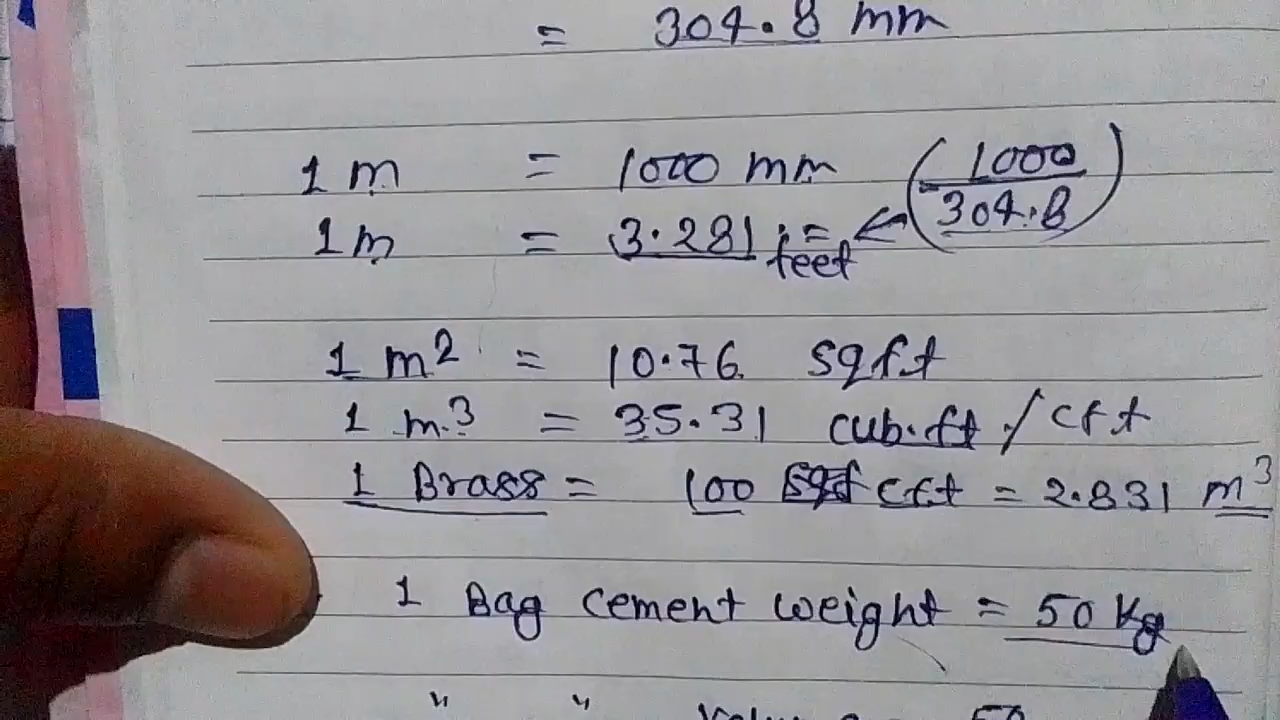 = 304.8 mm
1 m = 1000 mm (1000/304.8)
1m = 3.281 feet = ←
1 m² = 10.76 sqft
1 m³ = 35.31 cub.ft / cft
1 Brass = 100 cft = 2.831 m³
1 Bag cement weight = 50 Kg
" "